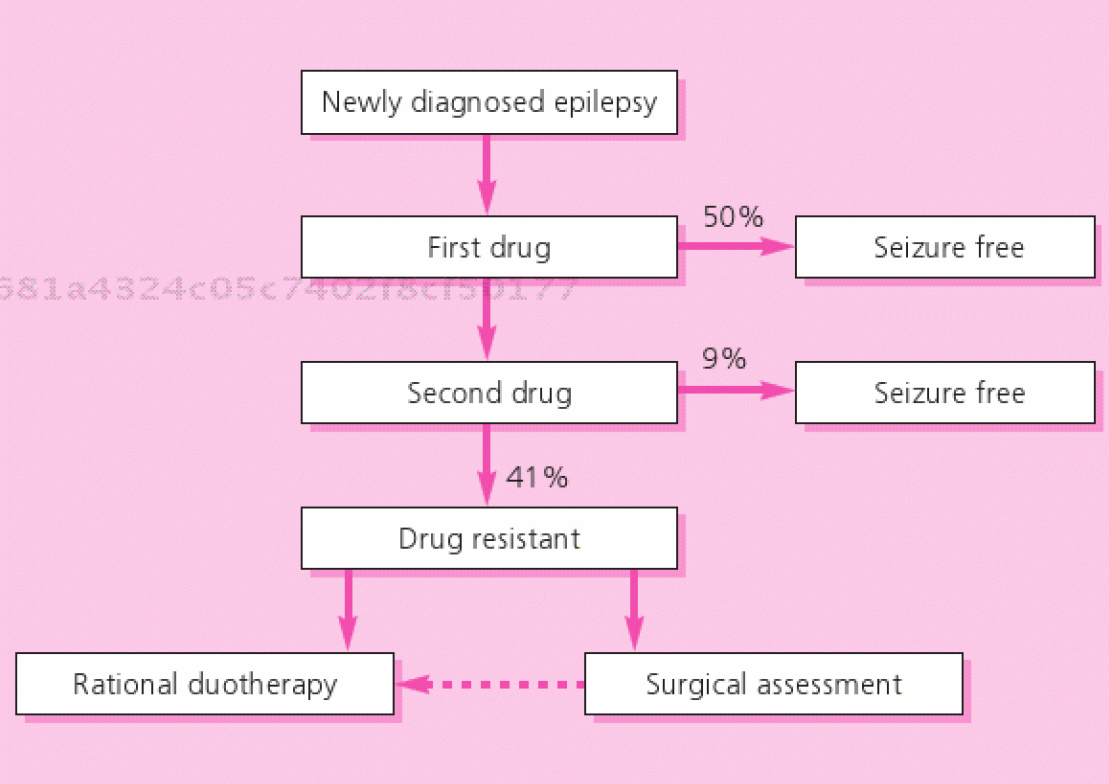 Newly diagnosed epilepsy
50%
First drug
Seizure free
9%
Second drug
Seizure free
41%
Drug resistant
Rational duotherapy
Surgical assessment